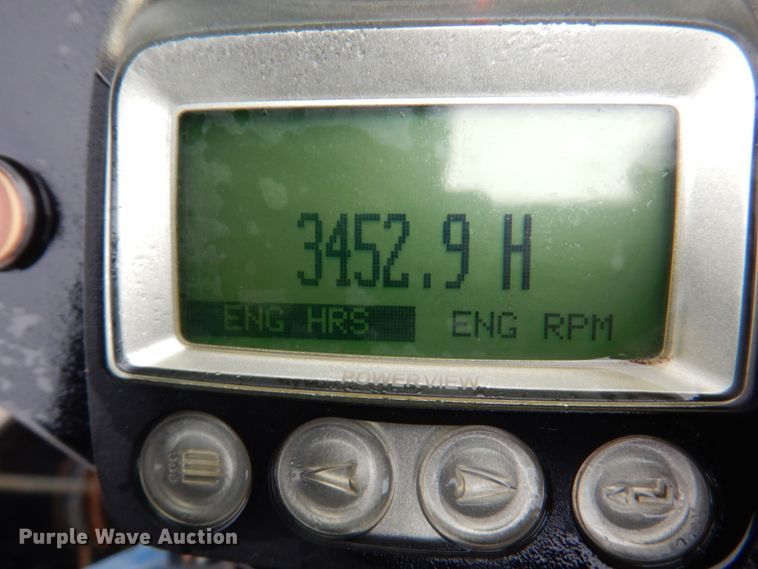 3452.9 H
ENG HRS ENG RPM
POWERVIEW
Purple Wave Auction